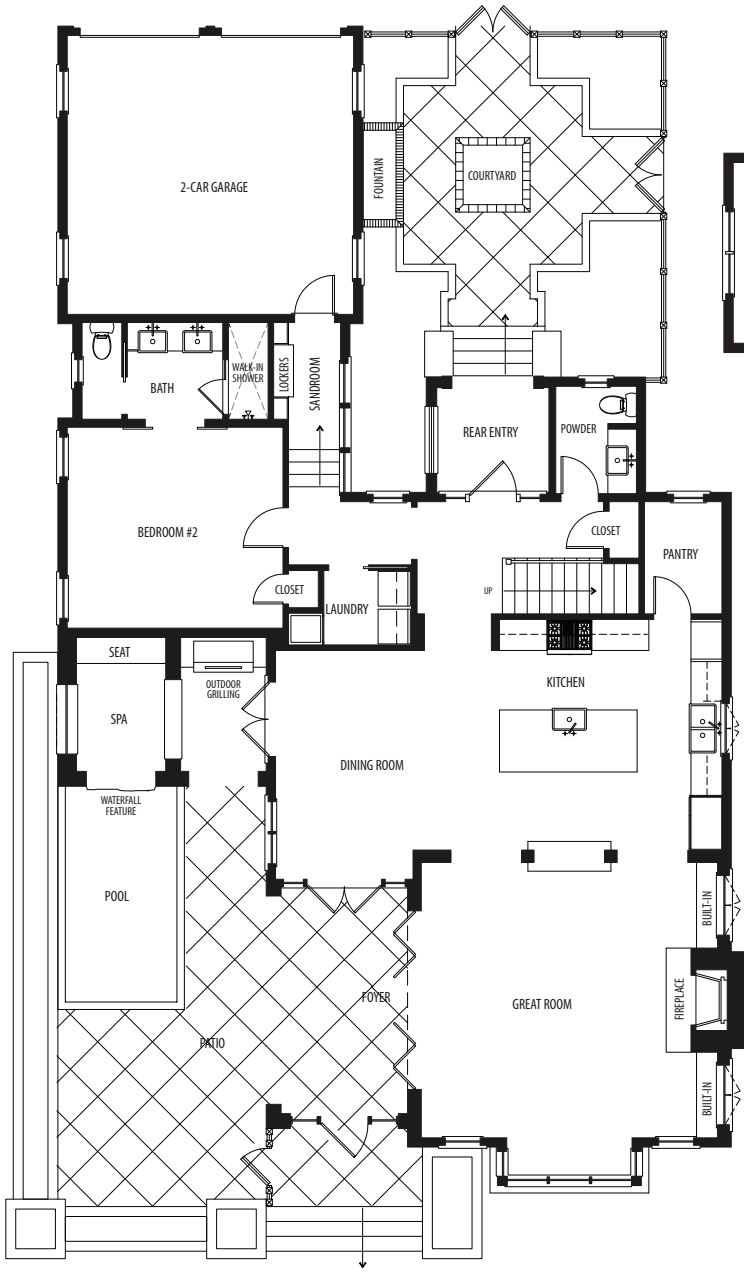 2-CAR GARAGE
FOUNTAIN
COURTYARD
BATH
WALK-IN
SHOWER
LOCKERS
SANDROOM
REAR ENTRY
POWDER
BEDROOM #2
CLOSET
PANTRY
CLOSET
UP
LAUNDRY
SEAT
OUTDOOR
GRILLING
KITCHEN
SPA
DINING ROOM
WATERFALL
FEATURE
POOL
BUILT-IN
FOYER
GREAT ROOM
FIREPLACE
PATIO
BUILT-IN